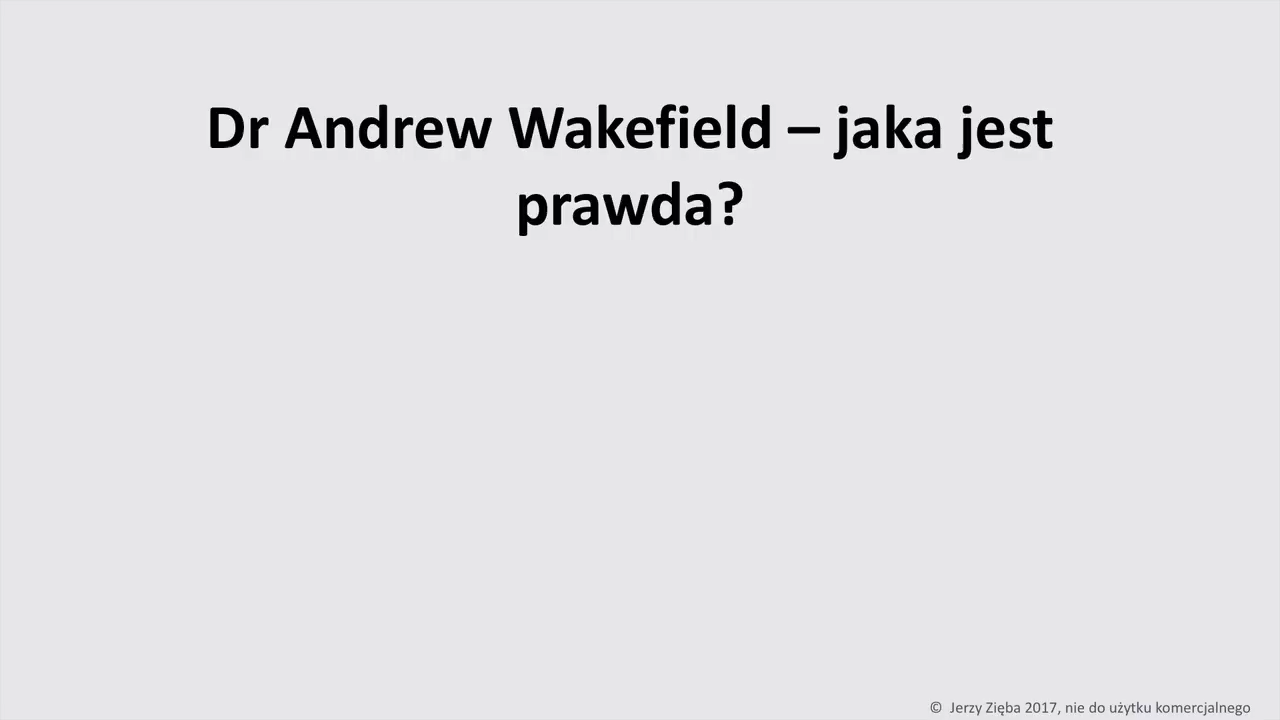 Dr Andrew Wakefield – jaka jest
prawda?
© Jerzy Zięba 2017, nie do użytku komercjalnego